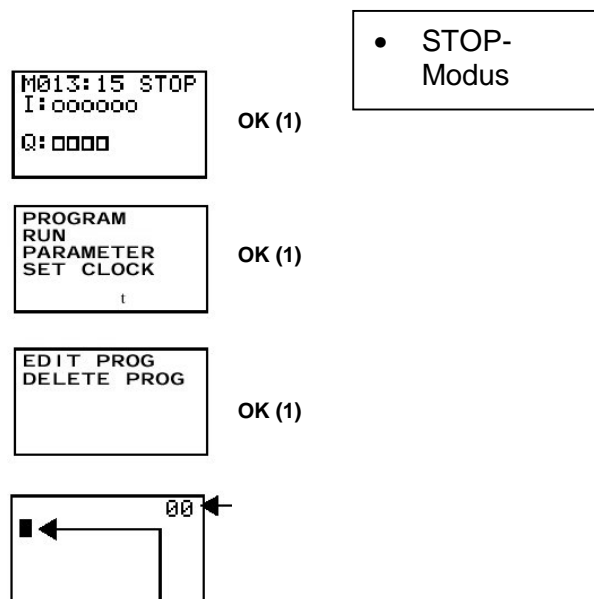 • STOP-
Modus
M013:15 STOP
I:oooooo
OK (1)
Q:□□□□
PROGRAM
RUN
PARAMETER
SET CLOCK
t
OK (1)
EDIT PROG
DELETE PROG
OK (1)
00